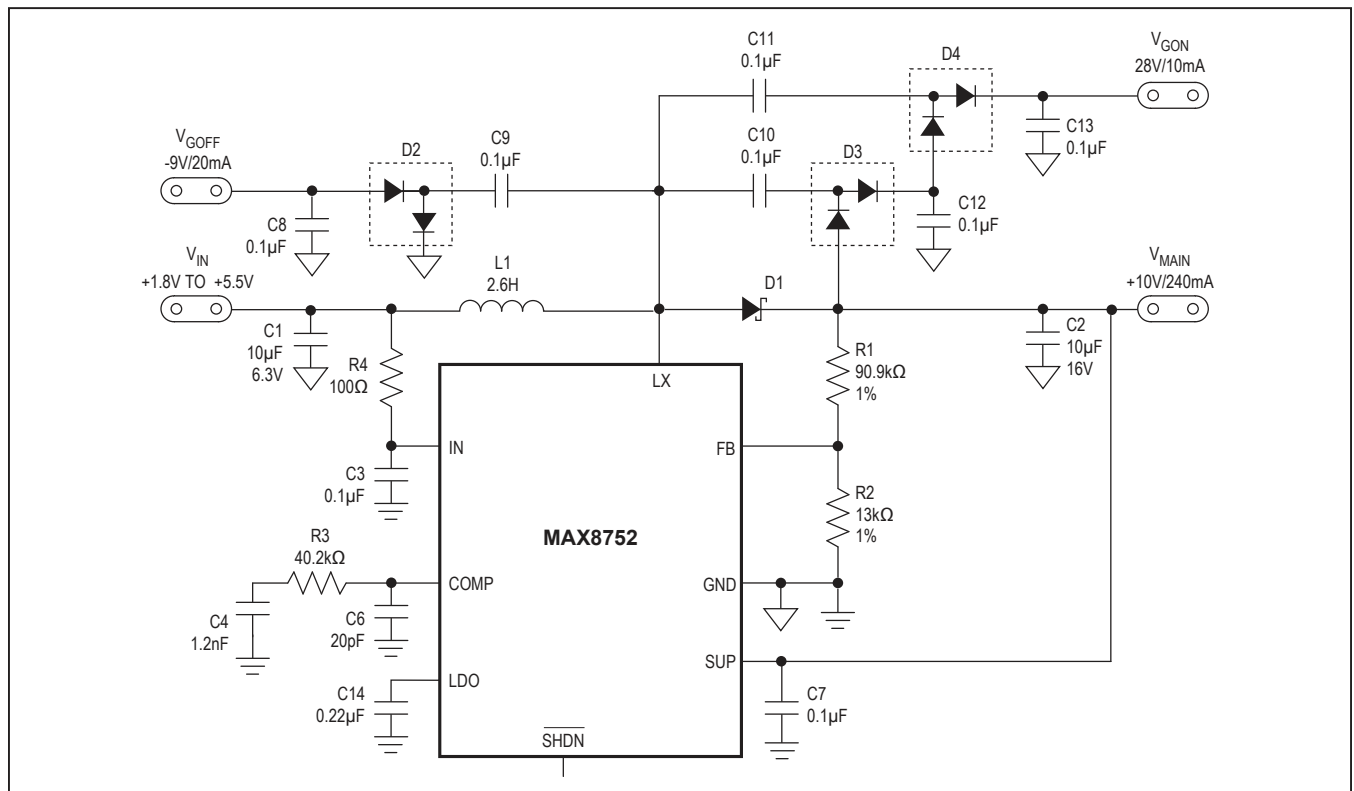 C11
0.1µF
D4
VGON
28V/10mA
C13
0.1µF
VGOFF
-9V/20mA
D2
C9
0.1µF
C10
0.1µF
D3
C8
0.1µF
C12
0.1µF
VIN
+1.8V TO +5.5V
L1
2.6H
D1
VMAIN
+10V/240mA
C1
10µF
6.3V
R4
100Ω
LX
R1
90.9kΩ
1%
C2
10µF
16V
IN
FB
C3
0.1µF
R2
13kΩ
1%
MAX8752
R3
40.2kΩ
COMP
GND
C4
1.2nF
C6
20pF
SUP
LDO
C14
0.22µF
C7
0.1µF
SHDN